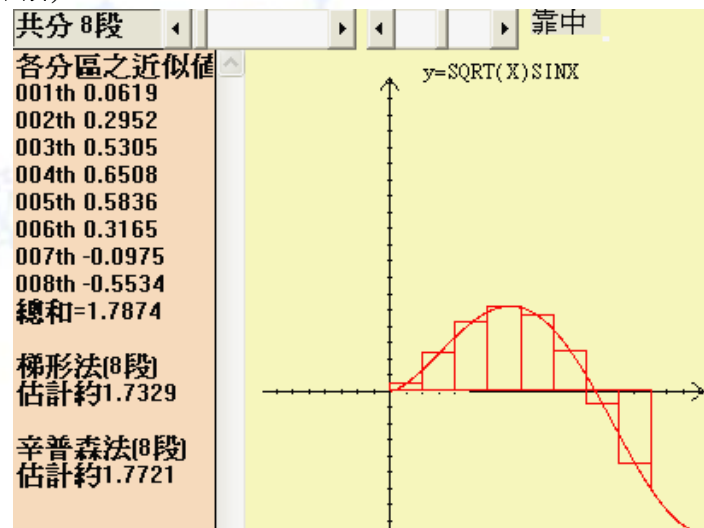 共分 8段
靠中
各分區之近似值
001th 0.0619
002th 0.2952
003th 0.5305
004th 0.6508
005th 0.5836
006th 0.3165
007th -0.0975
008th -0.5534
總和=1.7874
梯形法(8段)
估計約1.7329
辛普森法(8段)
估計約1.7721
y=SQRT(X)SINX